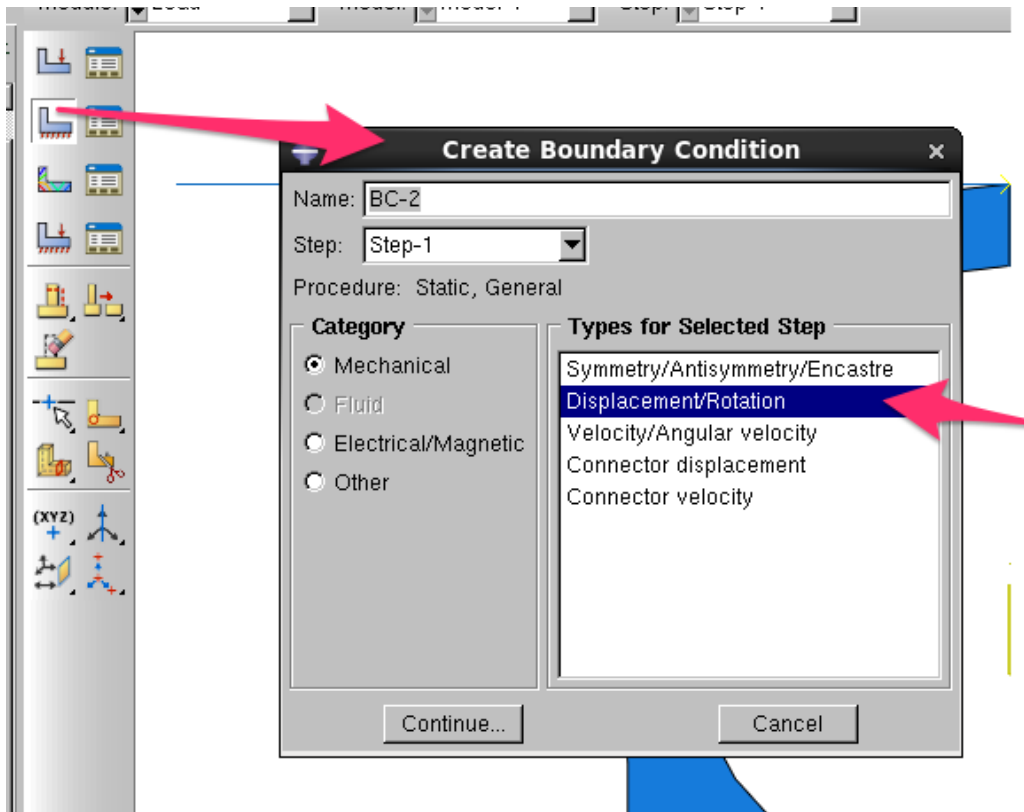 Create Boundary Condition
Name: BC-2
Step: Step-1
Procedure: Static, General
Category
Mechanical
Fluid
Electrical/Magnetic
Other
Types for Selected Step
Symmetry/Antisymmetry/Encastre
Displacement/Rotation
Velocity/Angular velocity
Connector displacement
Connector velocity
Continue...
Cancel
(XYZ)